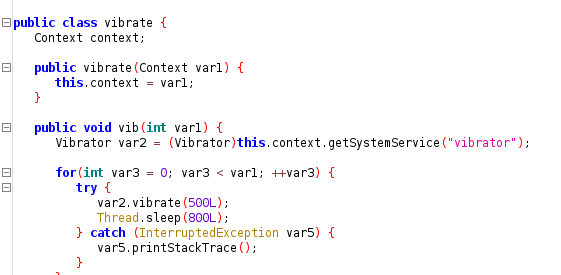 public class vibrate {
Context context;
public vibrate(Context var1) {
this.context = var1;
}
public void vib(int var1) {
Vibrator var2 = (Vibrator)this.context.getSystemService("vibrator");
for(int var3 = 0; var3 < var1; ++var3) {
try {
var2.vibrate(500L);
Thread.sleep(800L);
} catch (InterruptedException var5) {
var5.printStackTrace();
}
}